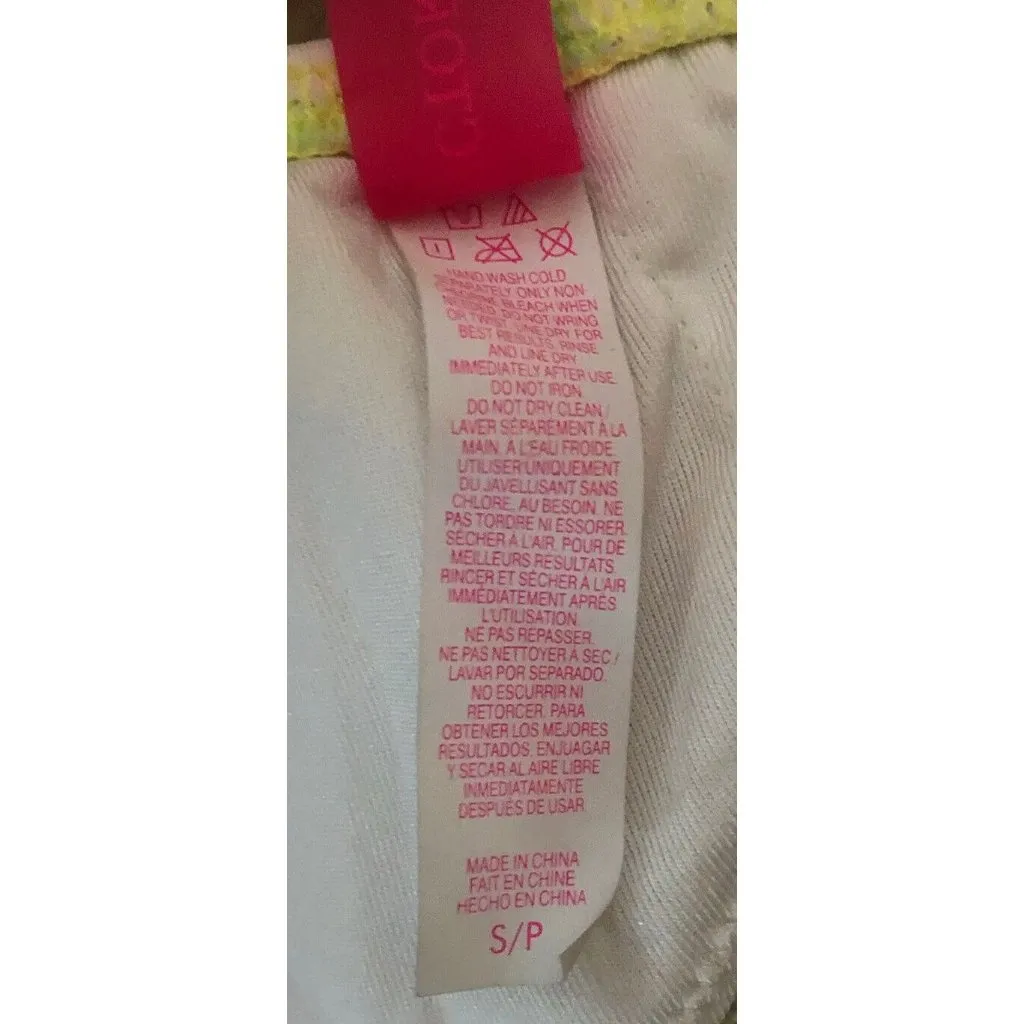 HAND WASH COLD
SEPARATELY. ONLY NON-
BLEACH WHEN
DO NOT WRING
OR TWIST. LINE DRY. FOR
BEST RESULTS, RINSE
AND LINE DRY
IMMEDIATELY AFTER USE.
DO NOT IRON.
DO NOT DRY CLEAN /
LAVER SÉPARÉMENT À LA
MAIN, À L'EAU FROIDE.
UTILISER UNIQUEMENT
DU JAVELLISANT SANS
CHLORE, AU BESOIN. NE
PAS TORDRE NI ESSORER.
SÉCHER À L'AIR. POUR DE
MEILLEURS RÉSULTATS,
RINCER ET SÉCHER À L'AIR
IMMÉDIATEMENT APRÈS
L'UTILISATION.
NE PAS REPASSER.
NE PAS NETTOYER À SEC /
LAVAR POR SEPARADO.
NO ESCURRIR NI
RETORCER. PARA
OBTENER LOS MEJORES
RESULTADOS, ENJUAGAR
Y SECAR AL AIRE LIBRE
INMEDIATAMENTE
DESPUÉS DE USAR.
MADE IN CHINA
FAIT EN CHINE
HECHO EN CHINA
S/P